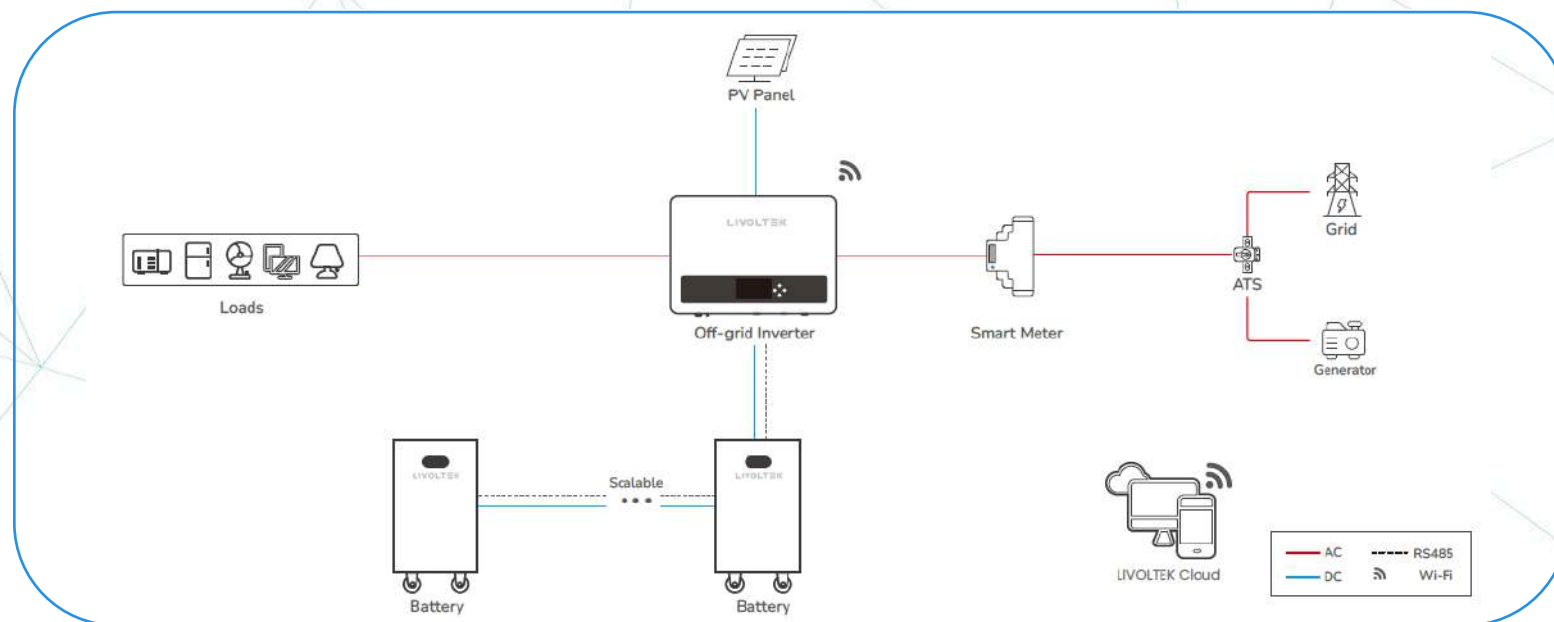 PV Panel
LIVOLTEK
Grid
ATS
Loads
Off-grid Inverter
Smart Meter
Generator
LIVOLTEK
Scalable
LIVOLTEK
Battery
Battery
LIVOLTEK Cloud
AC
RS485
DC
Wi-Fi